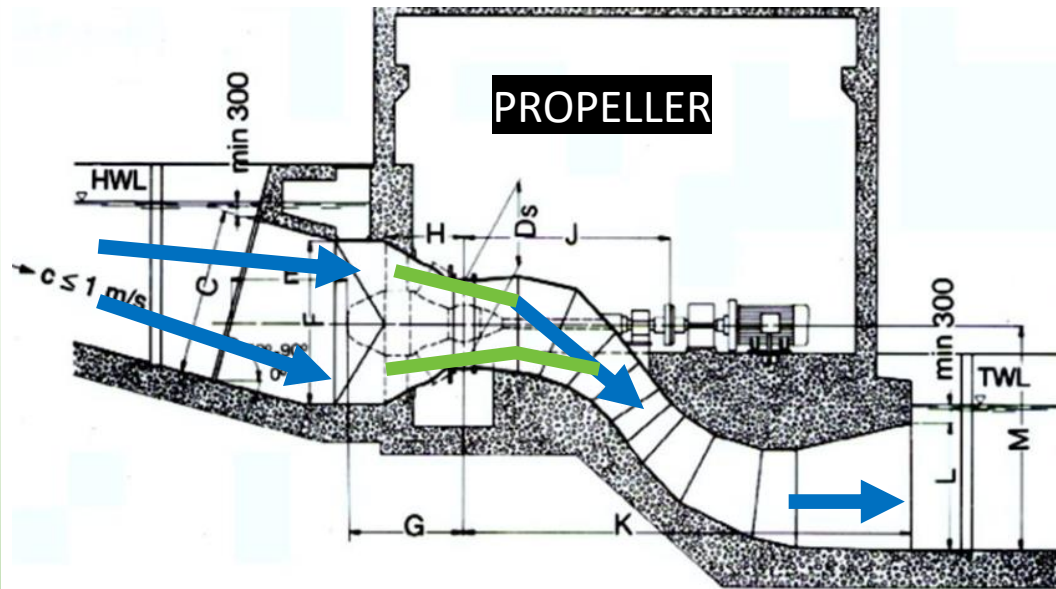 PROPELLER
min 300
HWL
H
Ds
J
c ≤ 1 m/s
C
E
F
min 300
TWL
M
L
G
K